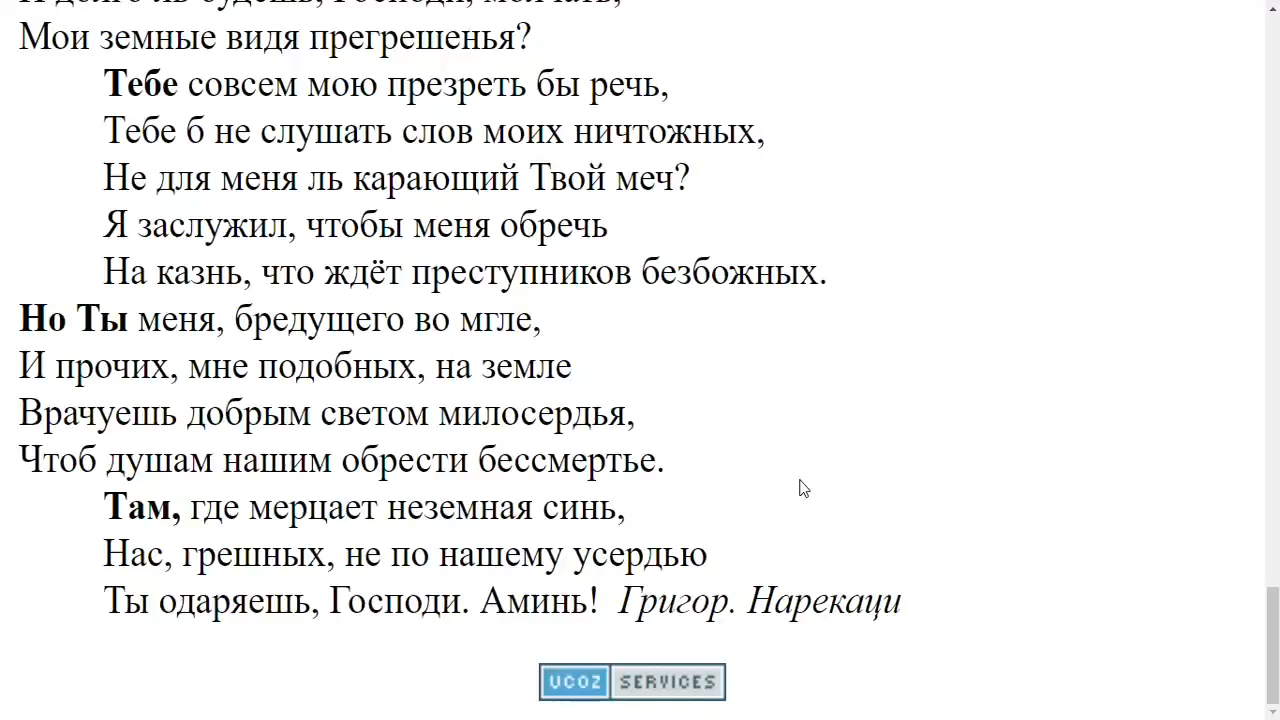 Мои земные видя прегрешенья?
Тебе совсем мою презреть бы речь,
Тебе б не слушать слов моих ничтожных,
Не для меня ль карающий Твой меч?
Я заслужил, чтобы меня обречь
На казнь, что ждёт преступников безбожных.
Но Ты меня, бредущего во мгле,
И прочих, мне подобных, на земле
Врачуешь добрым светом милосердья,
Чтоб душам нашим обрести бессмертье.
Там, где мерцает неземная синь,
Нас, грешных, не по нашему усердью
Ты одаряешь, Господи. Аминь! Григор. Нарекаци
UCOZ SERVICES